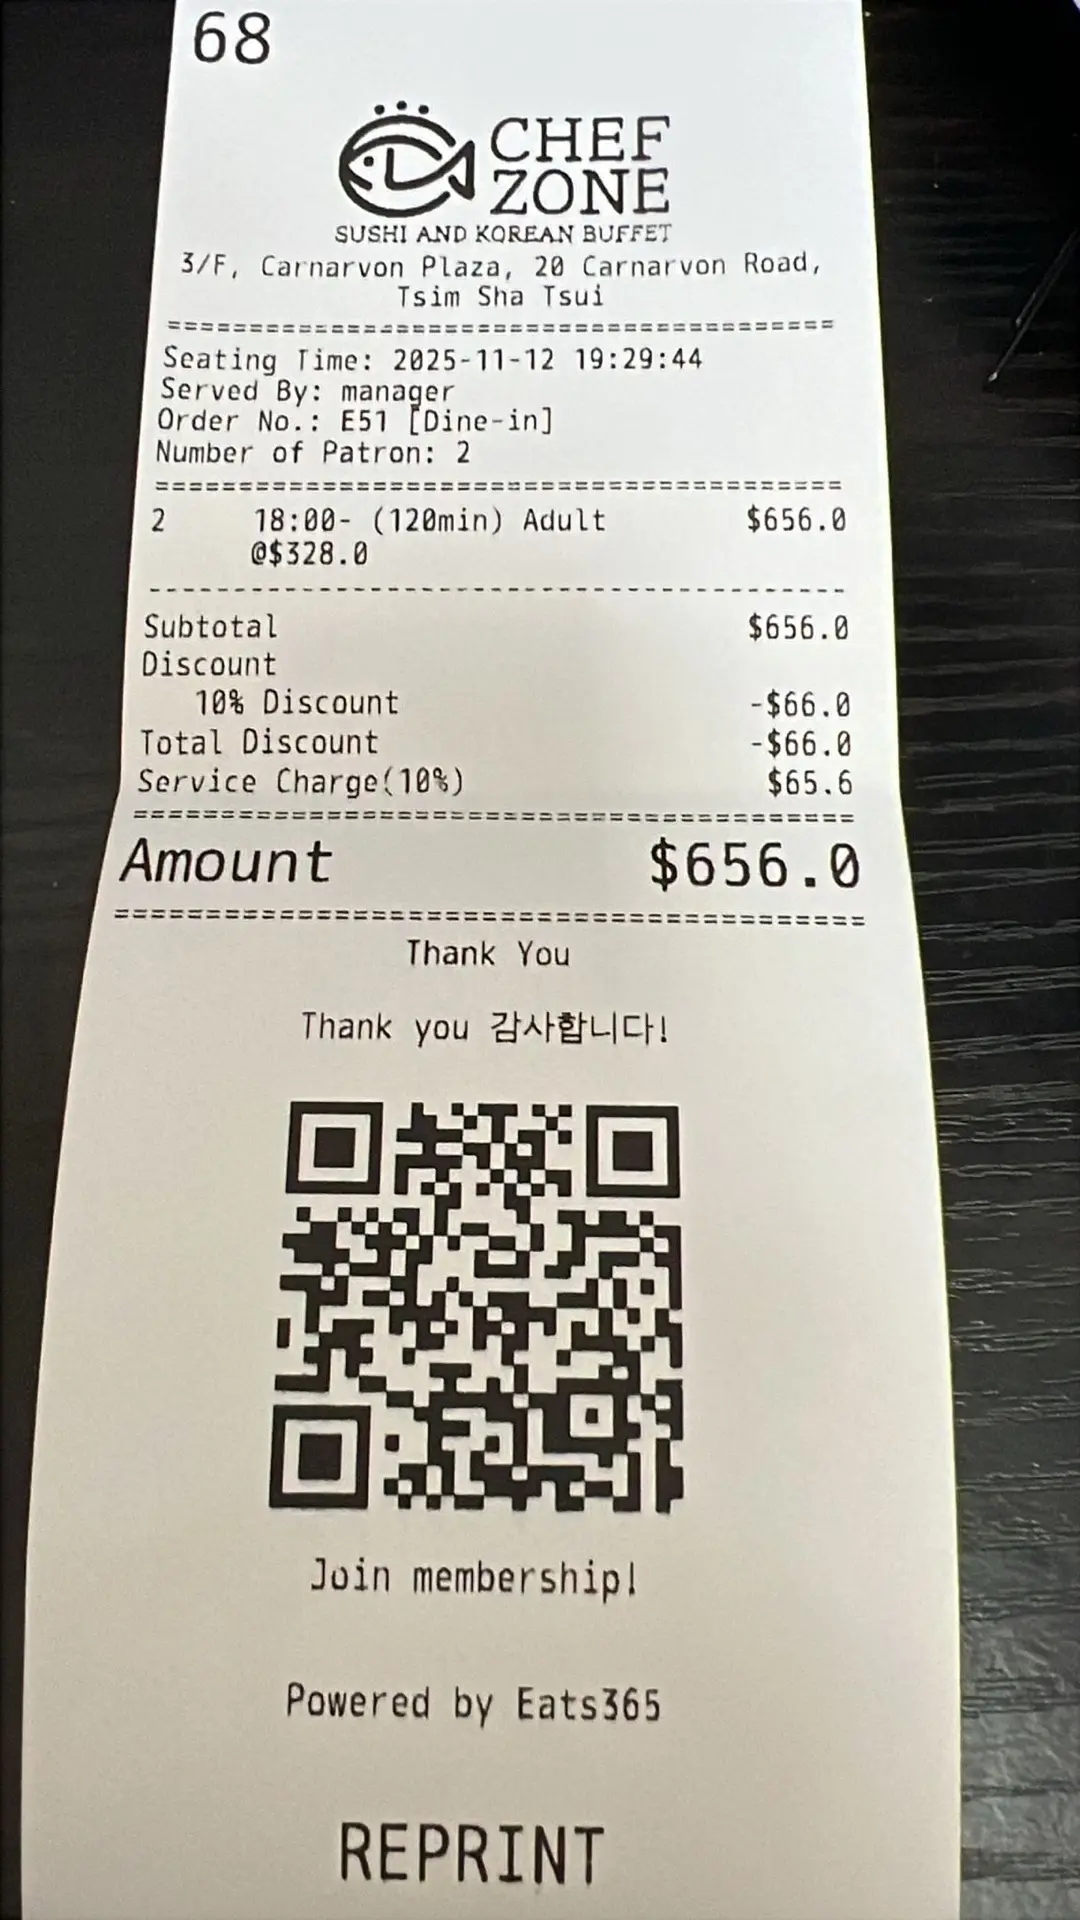 68
CHEF
ZONE
SUSHI AND KOREAN BUFFET
3/F, Carnarvon Plaza, 20 Carnarvon Road,
Tsim Sha Tsui
=========================================
Seating Time: 2025-11-12 19:29:44
Served By: manager
Order No.: E51 [Dine-in]
Number of Patron: 2
=========================================
2 18:00- (120min) Adult $656.0
@$328.0
-----------------------------------------
Subtotal $656.0
Discount
10% Discount -$66.0
Total Discount -$66.0
Service Charge(10%) $65.6
=========================================
Amount $656.0
=========================================
Thank You
Thank you 감사합니다!
Join membership!
Powered by Eats365
REPRINT